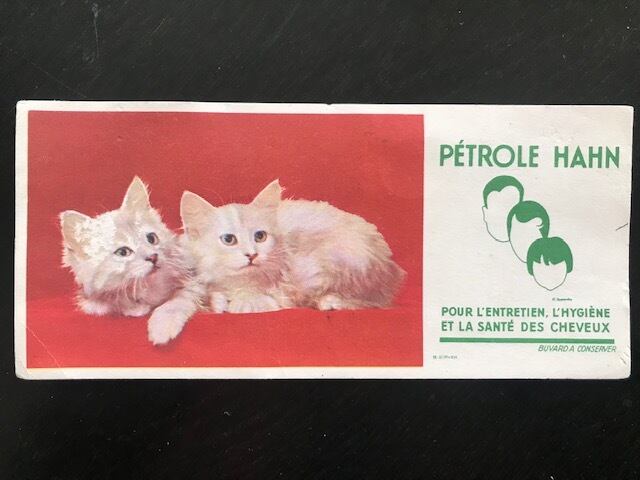 PÉTROLE HAHN
POUR L'ENTRETIEN, L'HYGIÈNE
ET LA SANTÉ DES CHEVEUX
BUVARD A CONSERVER